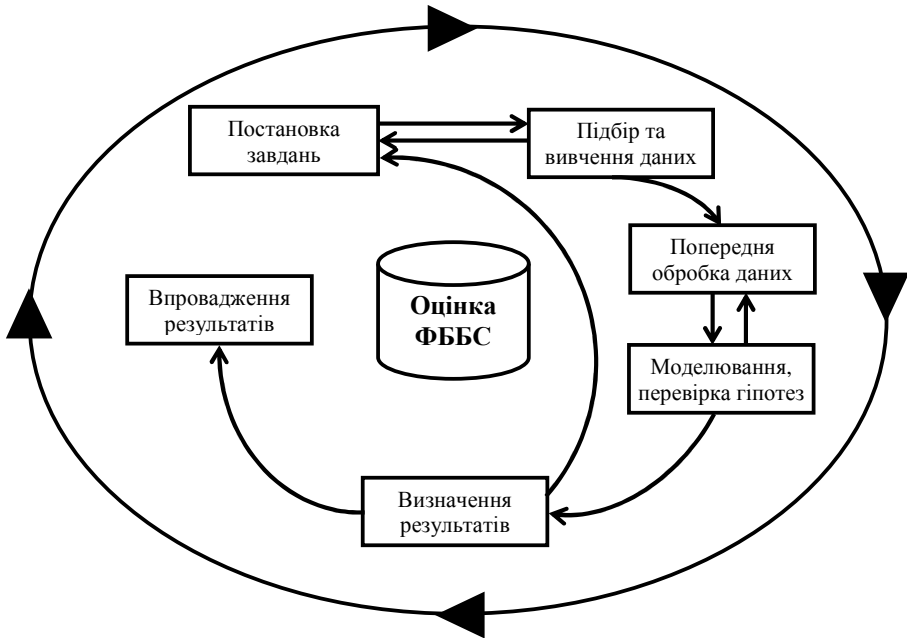 Постановка
завдань
Підбір та
вивчення даних
Попередня
обробка даних
Впровадження
результатів
Оцінка
ФББС
Моделювання,
перевірка гіпотез
Визначення
результатів